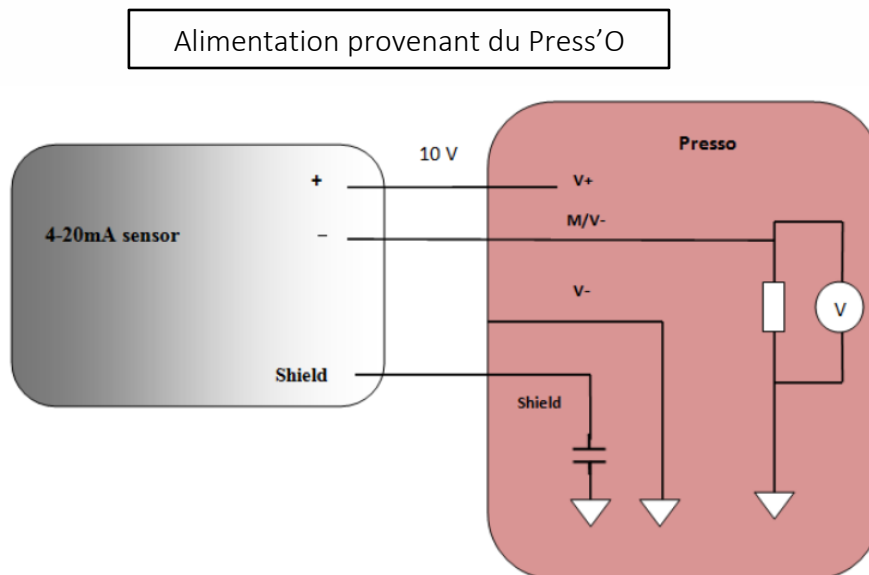 Alimentation provenant du Press'O
Presso
10 V
+
V+
M/V-
4-20mA sensor
–
V-
V
Shield
Shield